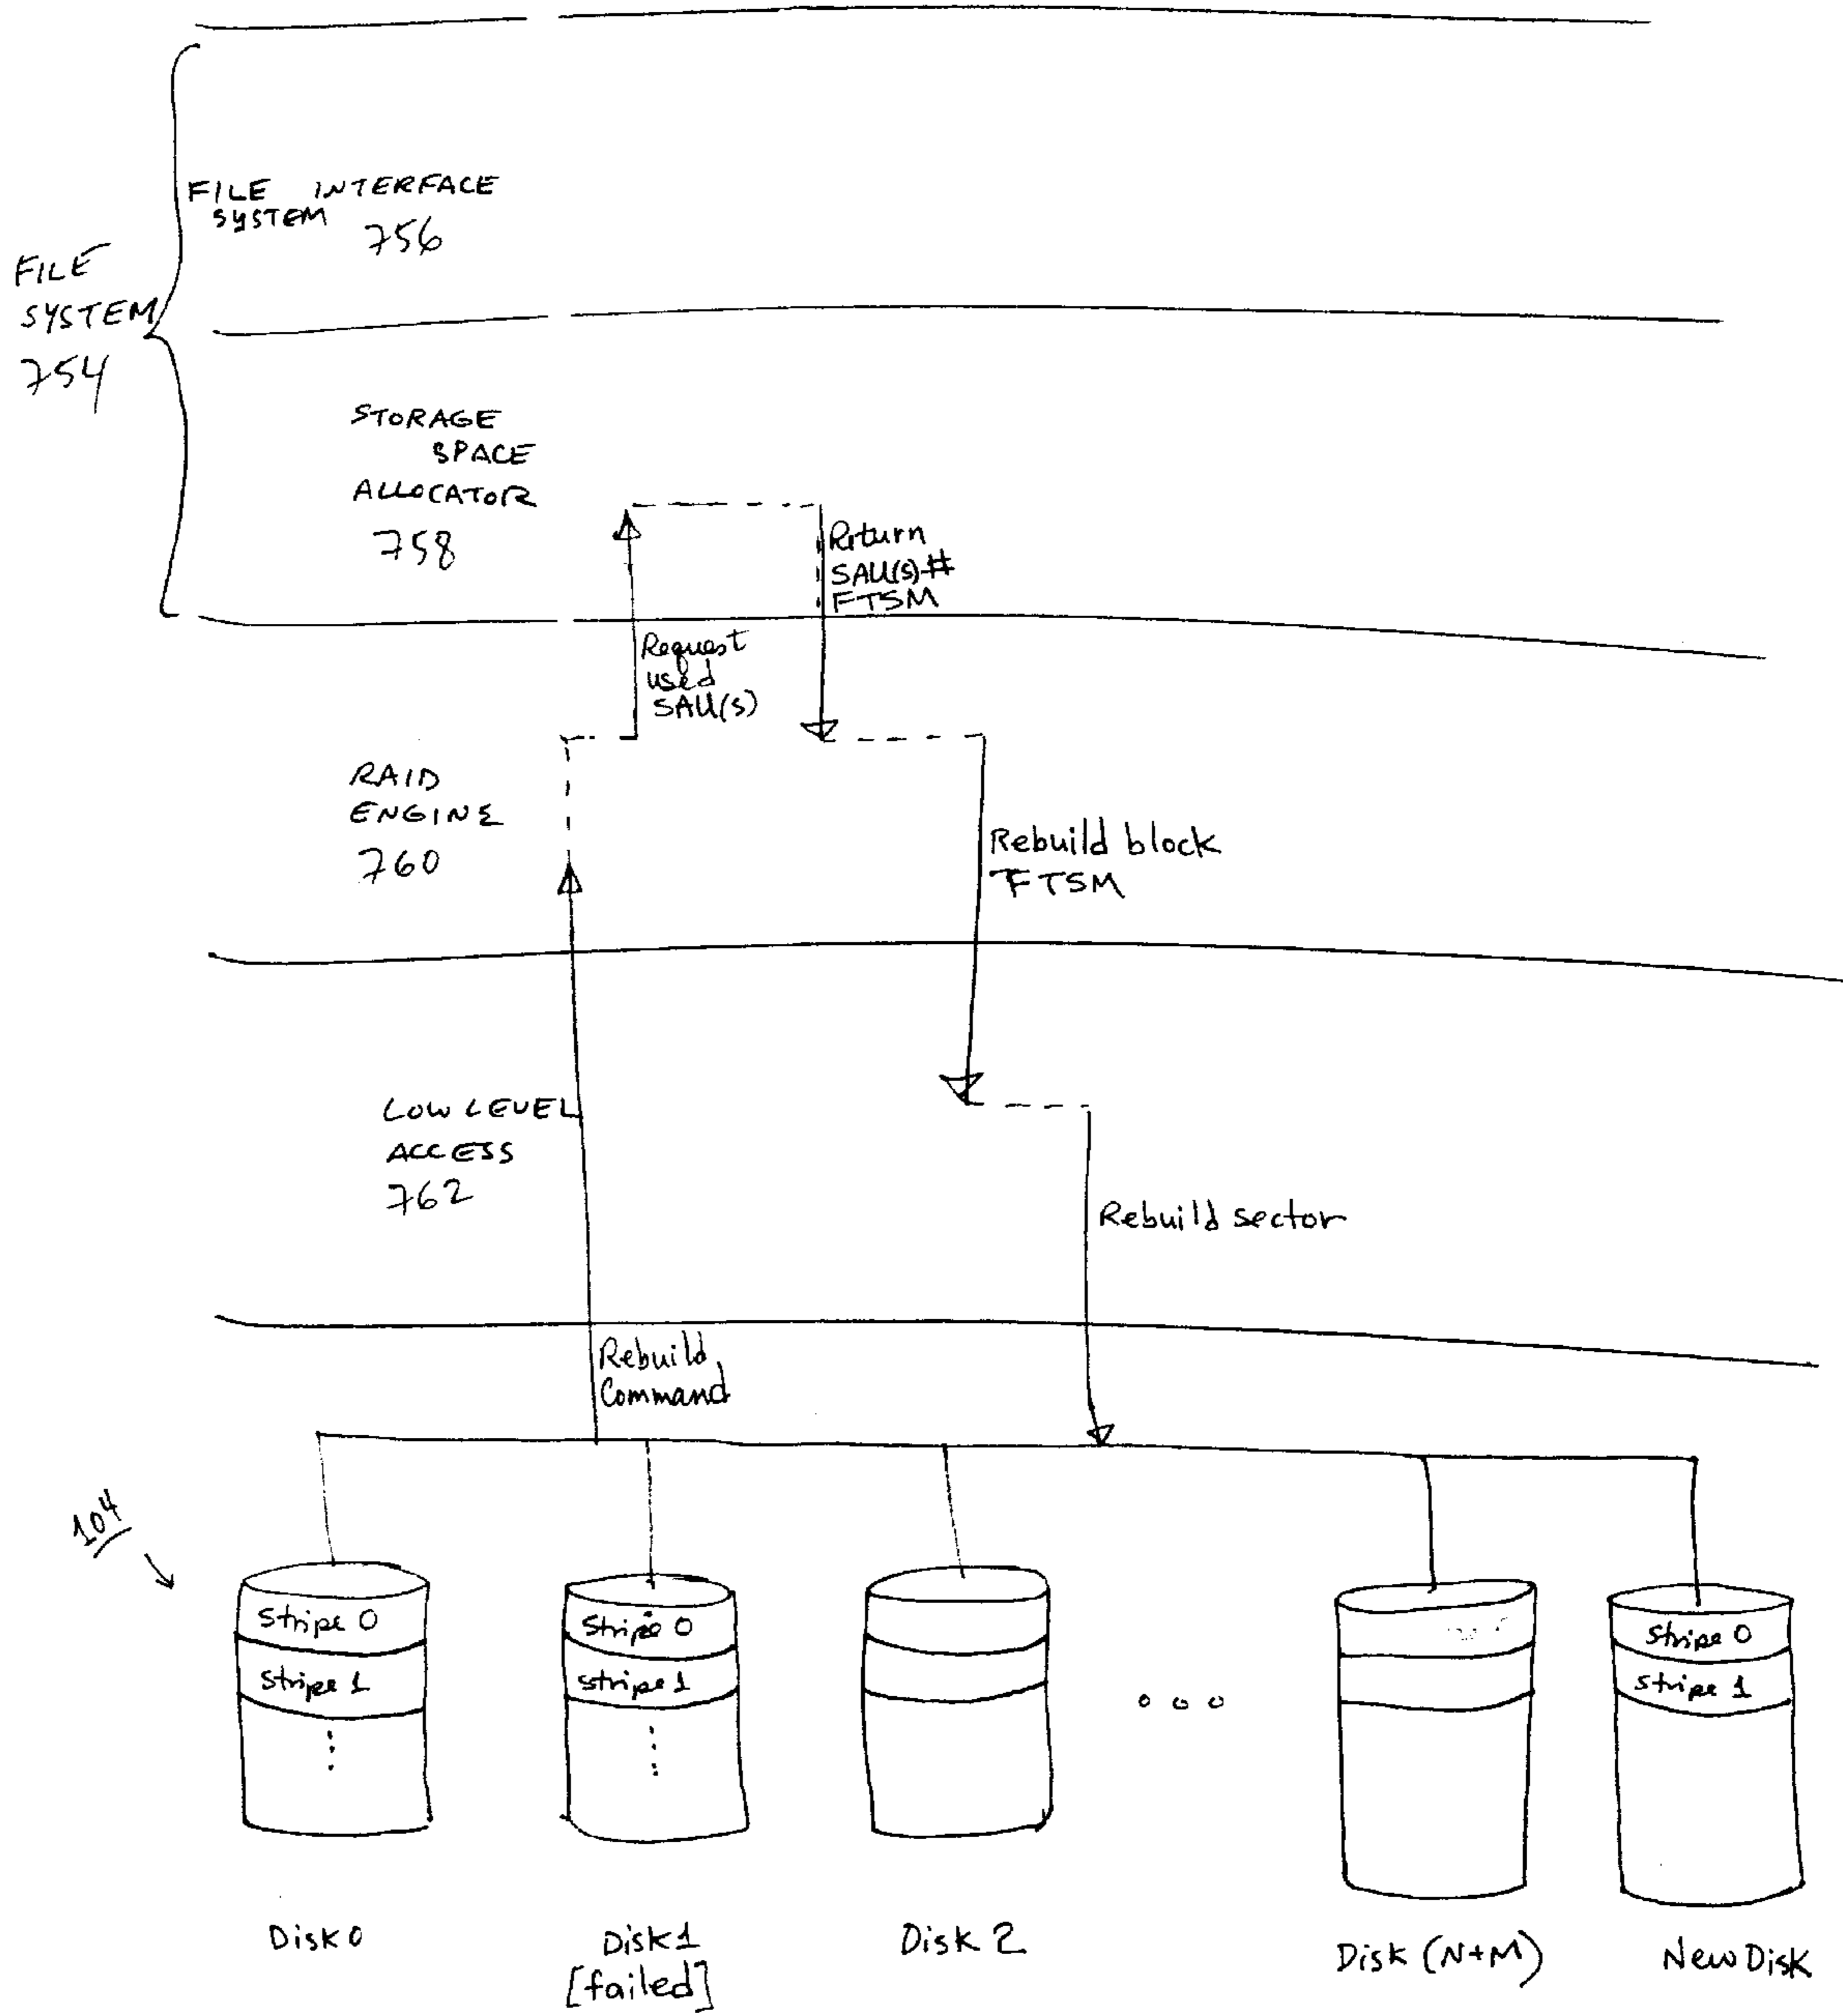 FILE INTERFACE
SYSTEM
756
FILE
SYSTEM
754
STORAGE
SPACE
ALLOCATOR
758
Return
SAU(s)#
FTSM
Request
used
SAU(s)
RAID
ENGINE
760
Rebuild block
FTSM
LOW LEVEL
ACCESS
762
Rebuild sector
Rebuild
Command
104
Stripe 0
Stripe 0
Stripe 0
Stripe 1
Stripe 1
Stripe 1
Disk 0
Disk 1
[failed]
Disk 2
Disk (N+M)
New Disk